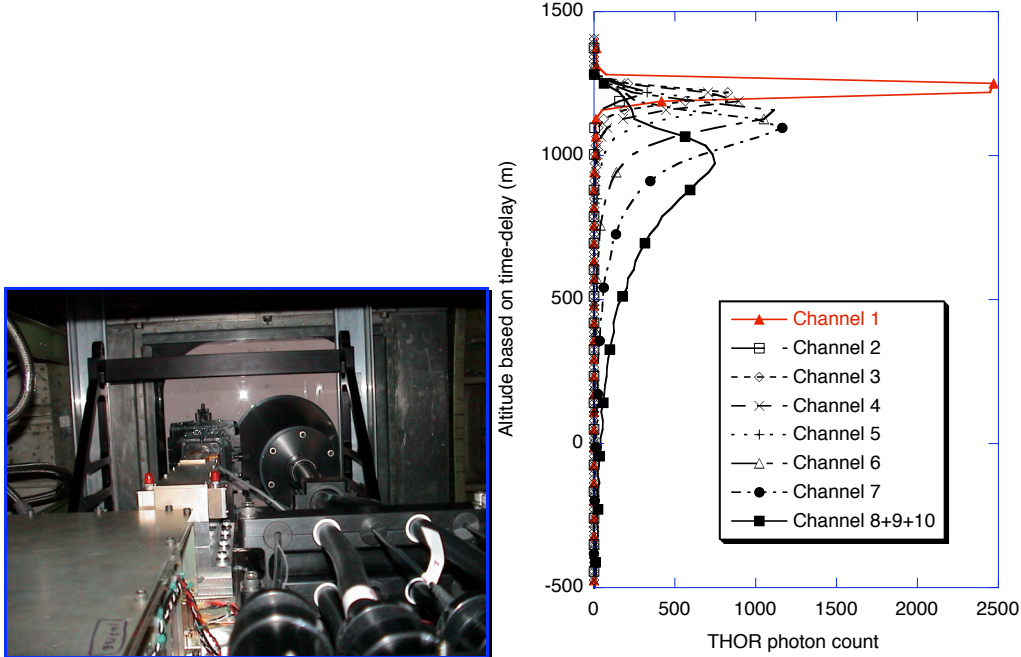 1500
1000
500
0
-500
Altitude based on time-delay (m)
Channel 1
Channel 2
Channel 3
Channel 4
Channel 5
Channel 6
Channel 7
Channel 8+9+10
0
500
1000
1500
2000
2500
THOR photon count